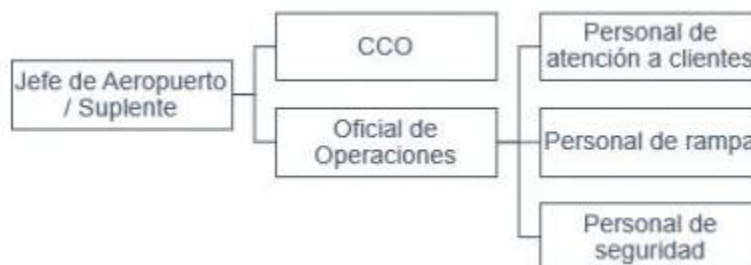 Jefe de Aeropuerto
/ Suplente
CCO
Oficial de
Operaciones
Personal de
atención a clientes
Personal de rampa
Personal de
seguridad